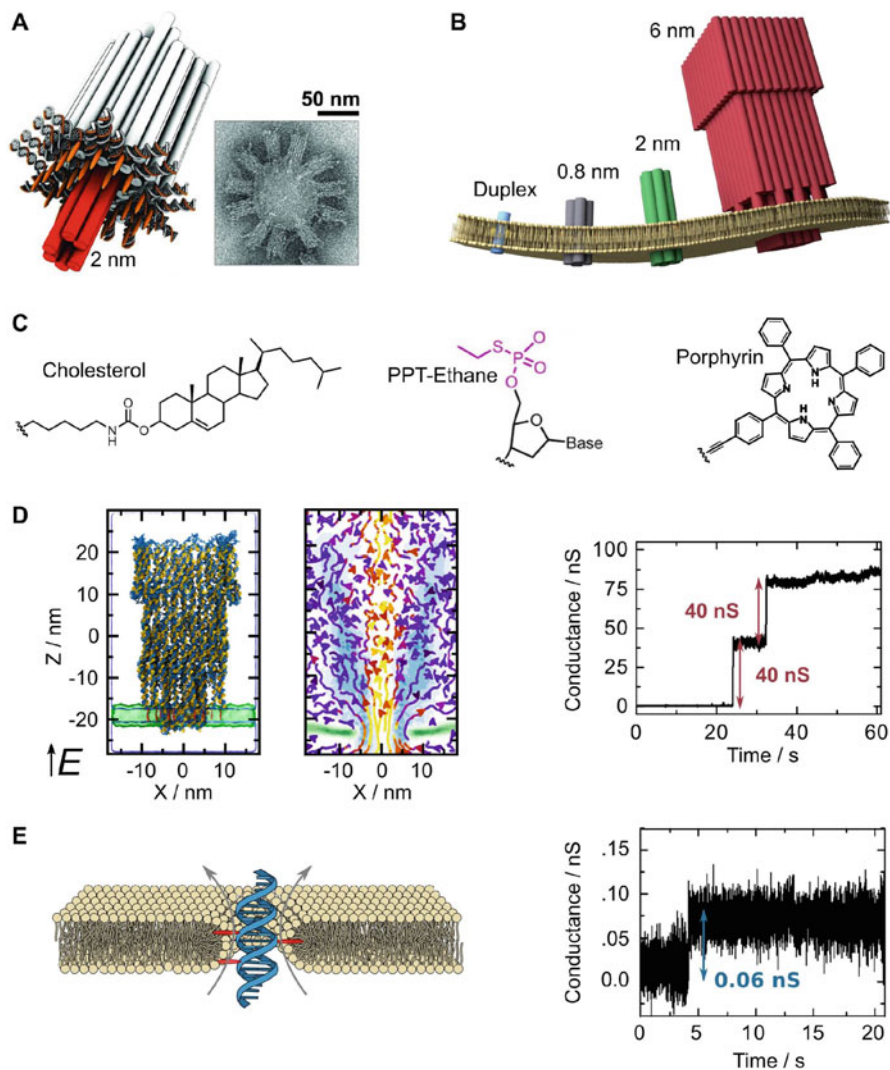 A
50 nm
2 nm
B
6 nm
2 nm
0.8 nm
Duplex
C
Cholesterol
O
N
H
O
PPT-Ethane
S
O
P
O
O
O
Base
Porphyrin
N
H
N
N
H
N
D
Z / nm
20
10
0
-10
-20
E
-10 0 10
X / nm
-10 0 10
X / nm
Conductance / nS
100
75
50
25
0
40 nS
40 nS
0 20 40 60
Time / s
E
Conductance / nS
.15
.10
.05
0.0
0.06 nS
0 5 10 15 20
Time / s